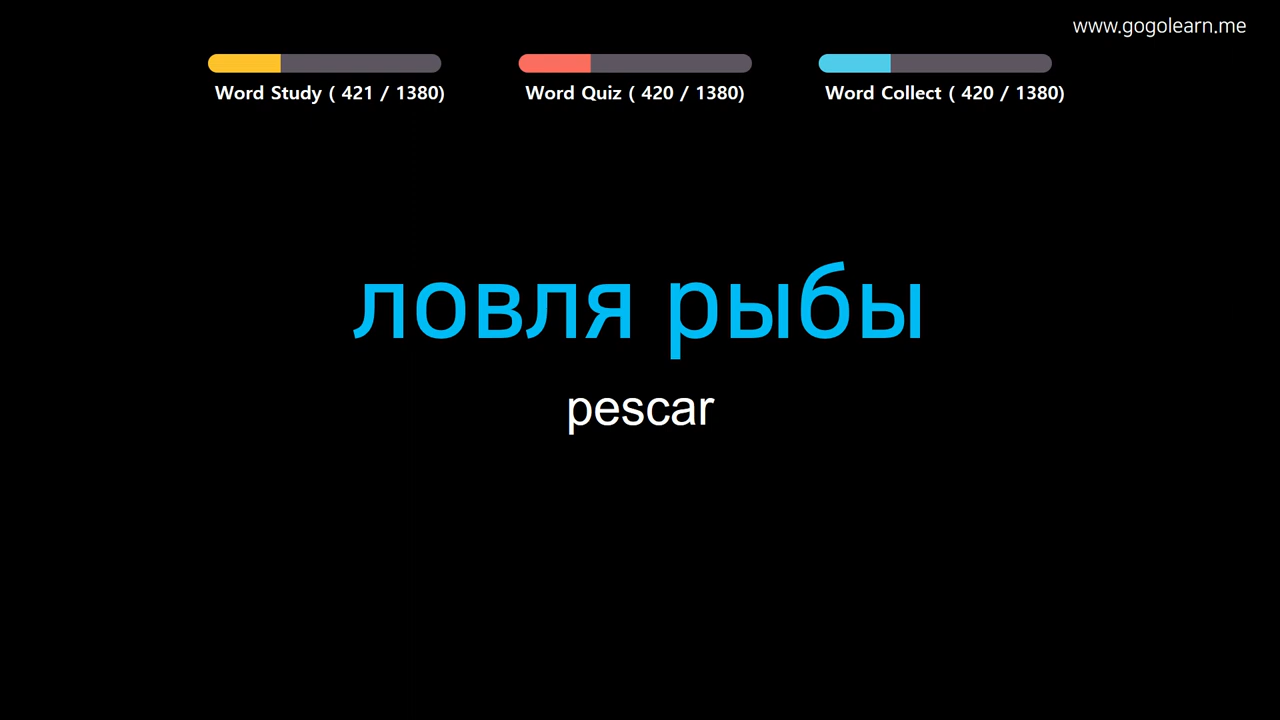 www.gogolearn.me
Word Study ( 421 / 1380)
Word Quiz ( 420 / 1380)
Word Collect ( 420 / 1380)
ловля рыбы
pescar